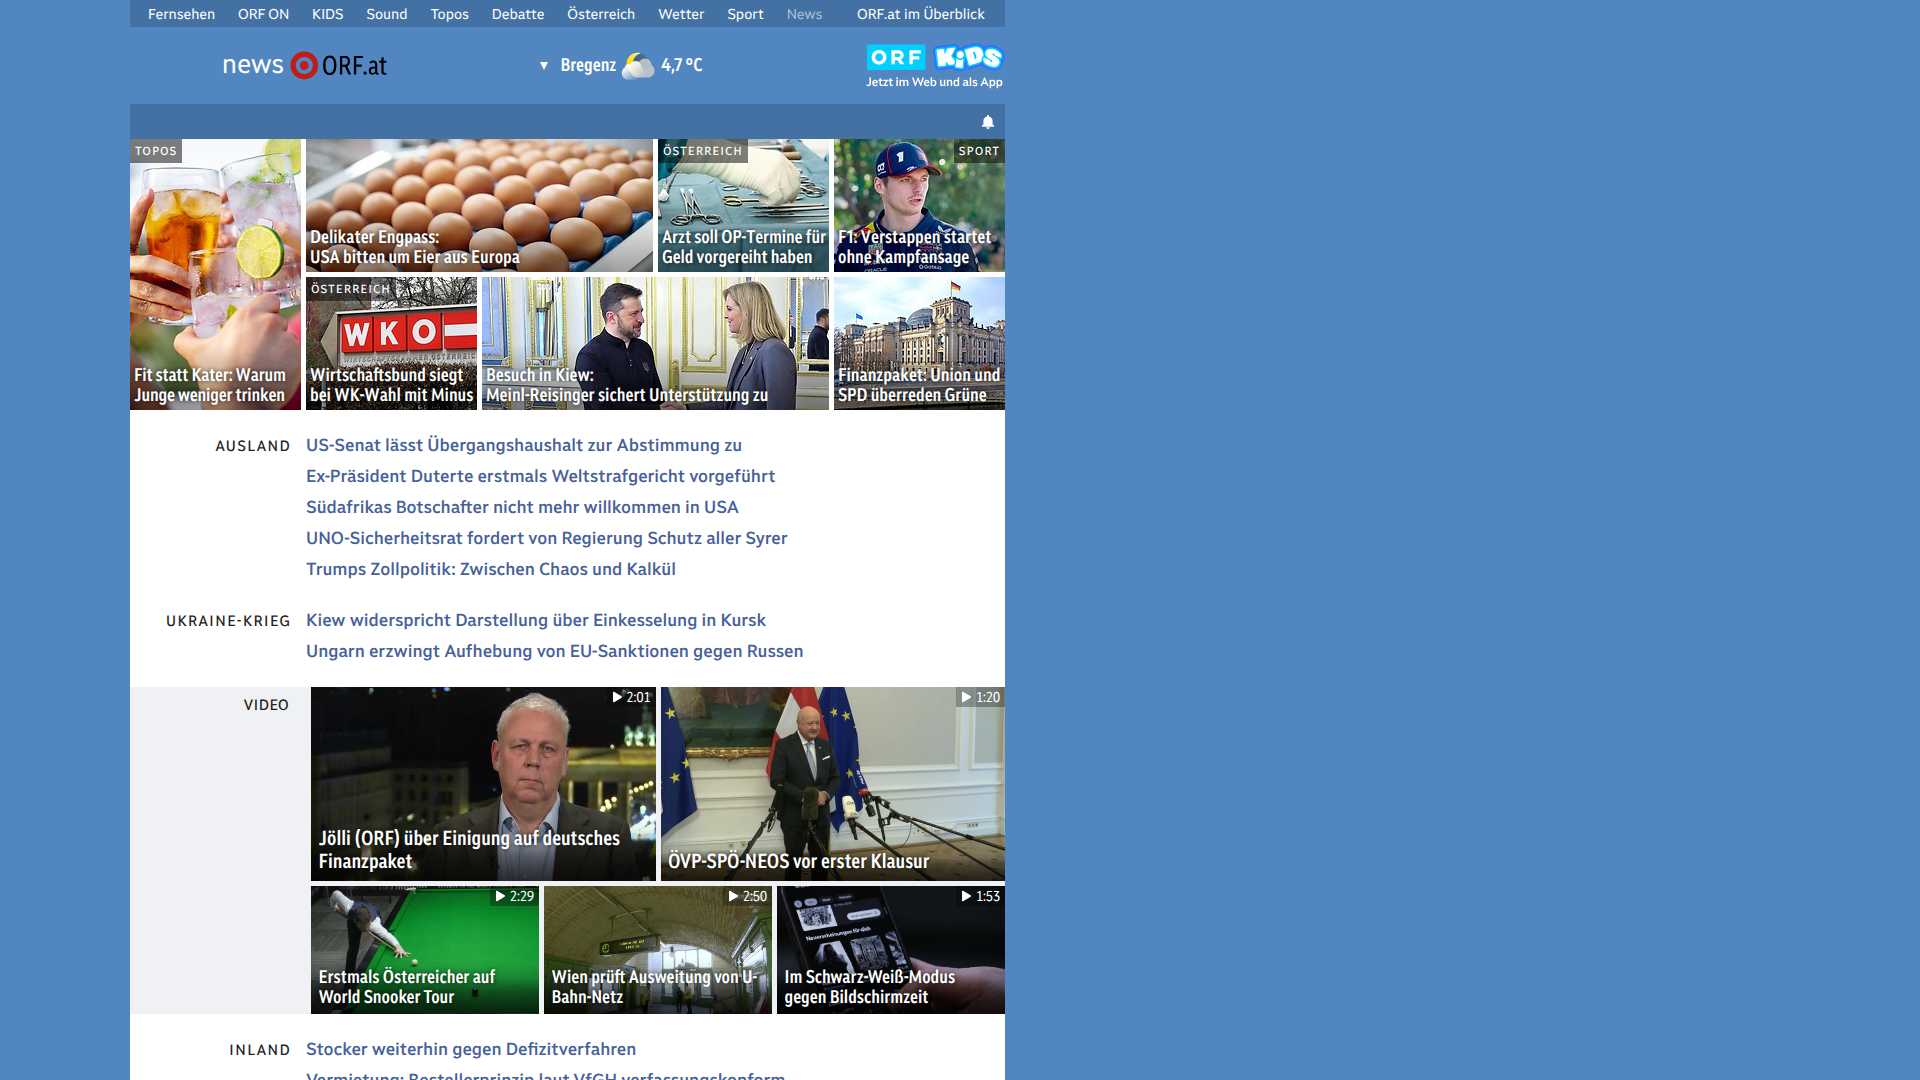 Fernsehen ORF ON KIDS Sound Topos Debatte Österreich Wetter Sport News ORF.at im Überblick
news ORF.at
▼ Bregenz 4,7 °C
ORF KiDS
Jetzt im Web und als App
TOPOS
Fit statt Kater: Warum
Junge weniger trinken
Delikater Engpass:
USA bitten um Eier aus Europa
ÖSTERREICH
Arzt soll OP-Termine für
Geld vorgereiht haben
SPORT
F1: Verstappen startet
ohne Kampfansage
ÖSTERREICH
WKO
Wirtschaftsbund siegt
bei WK-Wahl mit Minus
Besuch in Kiew:
Meinl-Reisinger sichert Unterstützung zu
Finanzpaket: Union und
SPD überreden Grüne
AUSLAND
US-Senat lässt Übergangshaushalt zur Abstimmung zu
Ex-Präsident Duterte erstmals Weltstrafgericht vorgeführt
Südafrikas Botschafter nicht mehr willkommen in USA
UNO-Sicherheitsrat fordert von Regierung Schutz aller Syrer
Trumps Zollpolitik: Zwischen Chaos und Kalkül
UKRAINE-KRIEG
Kiew widerspricht Darstellung über Einkesselung in Kursk
Ungarn erzwingt Aufhebung von EU-Sanktionen gegen Russen
VIDEO
2:01
Jölli (ORF) über Einigung auf deutsches
Finanzpaket
1:20
ÖVP-SPÖ-NEOS vor erster Klausur
2:29
Erstmals Österreicher auf
World Snooker Tour
2:50
Wien prüft Ausweitung von U-
Bahn-Netz
1:53
Neuerscheinungen für dich
Im Schwarz-Weiß-Modus
gegen Bildschirmzeit
INLAND
Stocker weiterhin gegen Defizitverfahren
Vermietung: Bestellerprinzip laut VfGH verfassungskonform